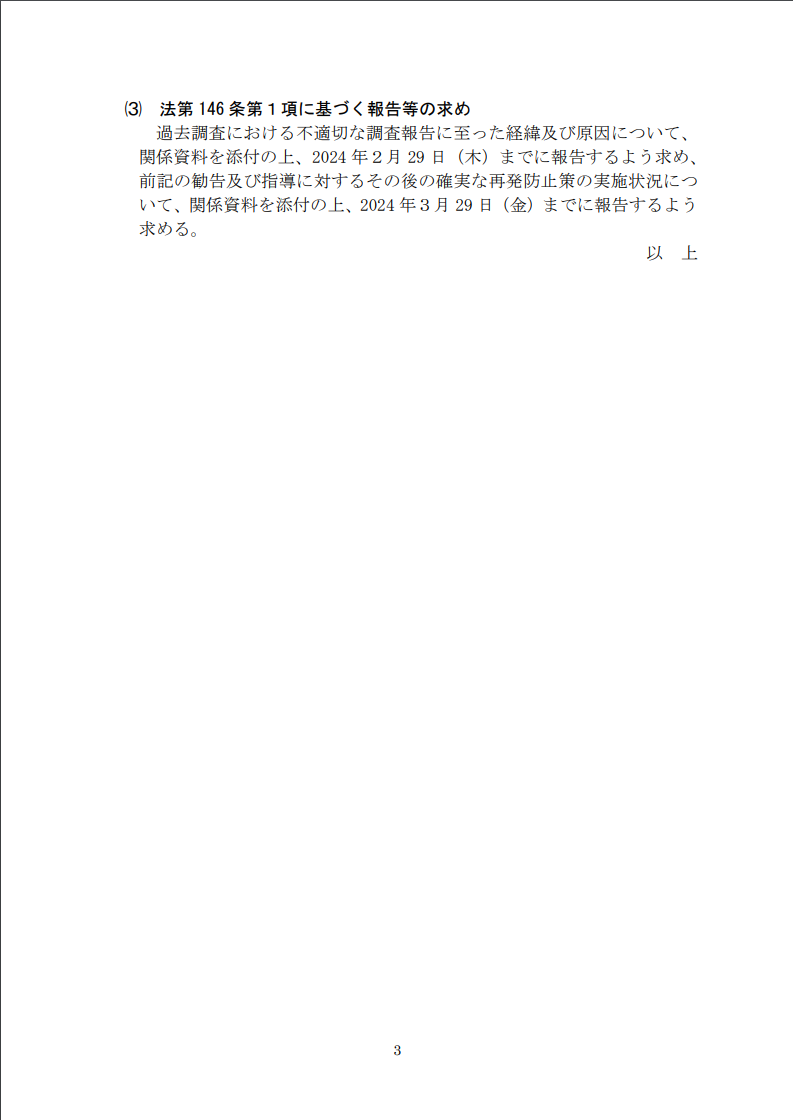 ⑶　法第 146 条第１項に基づく報告等の求め
過去調査における不適切な調査報告に至った経緯及び原因について、
関係資料を添付の上、2024 年２月 29 日（木）までに報告するよう求め、
前記の勧告及び指導に対するその後の確実な再発防止策の実施状況につ
いて、関係資料を添付の上、2024 年３月 29 日（金）までに報告するよう
求める。
以　上
3